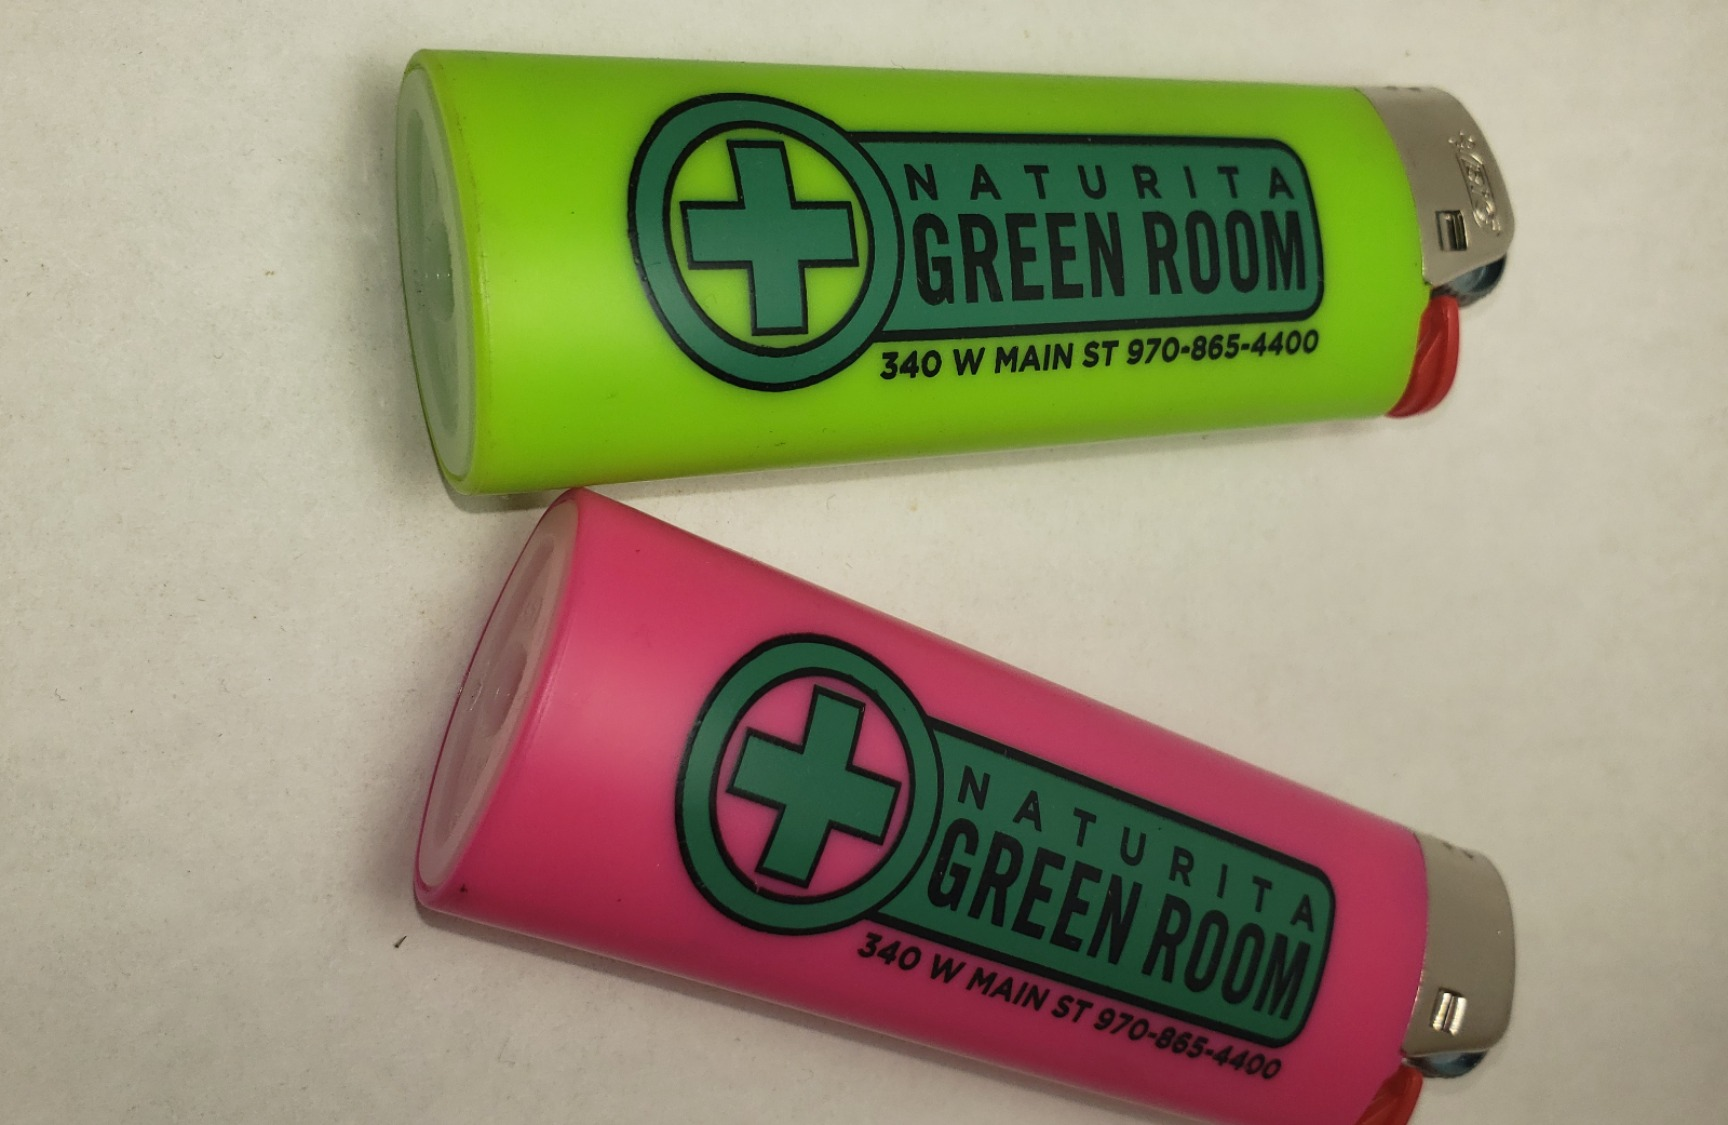 NATURITA
GREEN ROOM
340 W MAIN ST 970-865-4400
NATURITA
GREEN ROOM
340 W MAIN ST 970-865-4400